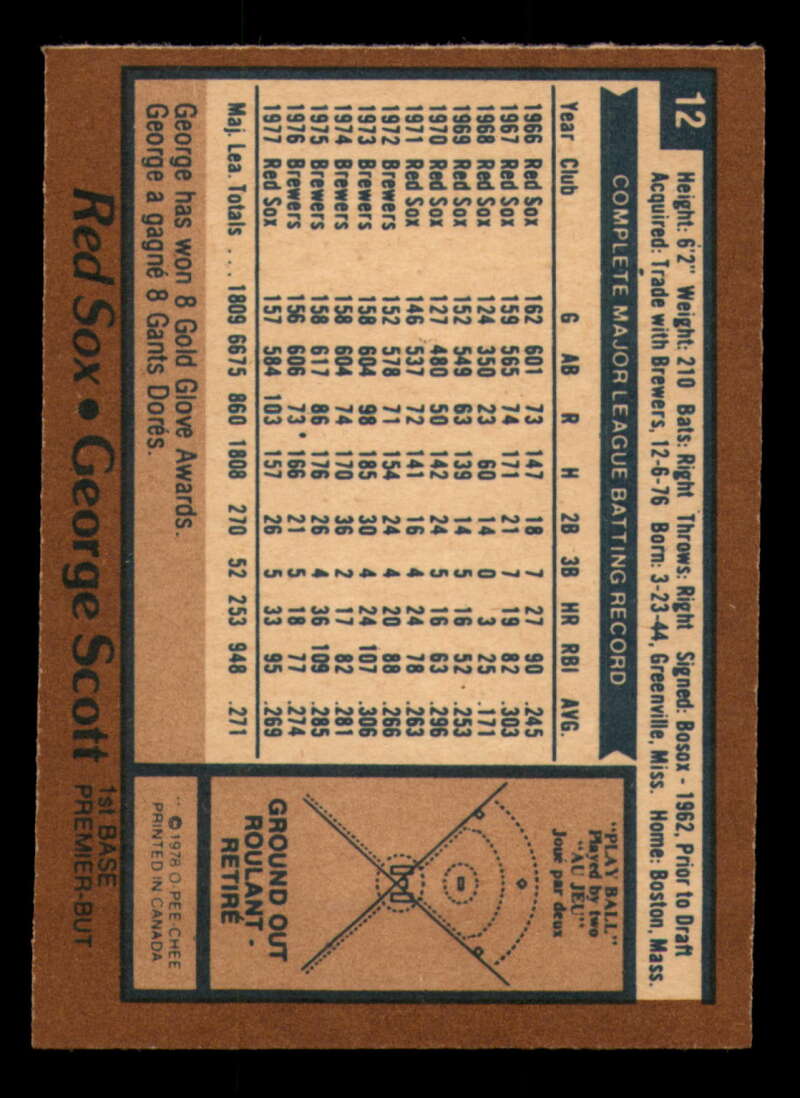 12
Height: 6'2" Weight: 210 Bats: Right Throws: Right Signed: Bosox - 1962, Prior to Draft
Acquired: Trade with Brewers, 12-6-76 Born: 3-23-44, Greenville, Miss. Home: Boston, Mass.
COMPLETE MAJOR LEAGUE BATTING RECORD
Year Club G AB R H 2B 3B HR RBI AVG.
1966 Red Sox 162 601 73 147 18 7 27 90 .245
1967 Red Sox 159 565 74 171 21 7 19 82 .303
1968 Red Sox 124 350 23 60 14 0 3 25 .171
1969 Red Sox 152 549 63 139 14 5 16 52 .253
1970 Red Sox 127 480 50 142 24 5 16 63 .296
1971 Red Sox 146 537 72 141 16 4 24 78 .263
1972 Brewers 152 578 71 154 24 4 20 88 .266
1973 Brewers 158 604 98 185 30 4 24 107 .306
1974 Brewers 158 604 74 170 36 2 17 82 .281
1975 Brewers 158 617 86 176 26 4 36 109 .285
1976 Brewers 156 606 73 166 21 5 18 77 .274
1977 Red Sox 157 584 103 157 26 5 33 95 .269
Maj. Lea. Totals ... 1809 6675 860 1808 270 52 253 948 .271
George has won 8 Gold Glove Awards.
George a gagné 8 Gants Dorés.
"PLAY BALL"
Played by two
"AU JEU"
Joué par deux
GROUND OUT
ROULANT -
RETIRÉ
© 1978 O-PEE-CHEE
PRINTED IN CANADA
Red Sox • George Scott 1st BASE
PREMIER-BUT